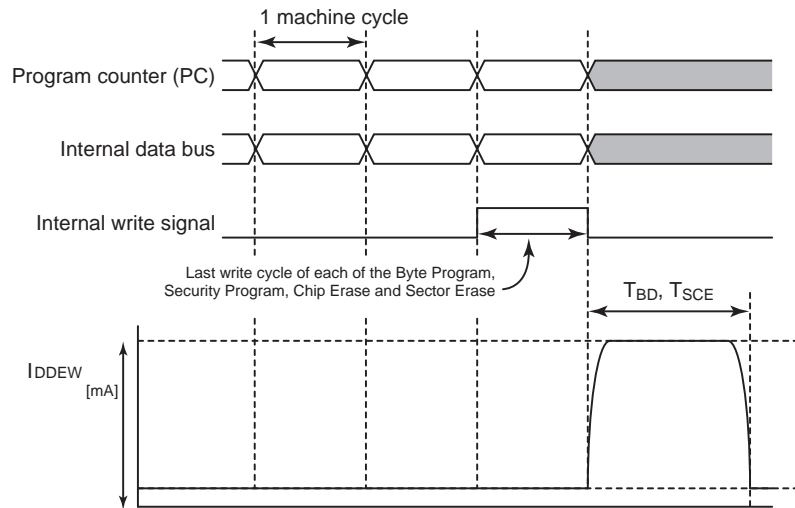 1 machine cycle
Program counter (PC)
Internal data bus
Internal write signal
Last write cycle of each of the Byte Program,
Security Program, Chip Erase and Sector Erase
TBD, TSCE
IDDEW
[mA]